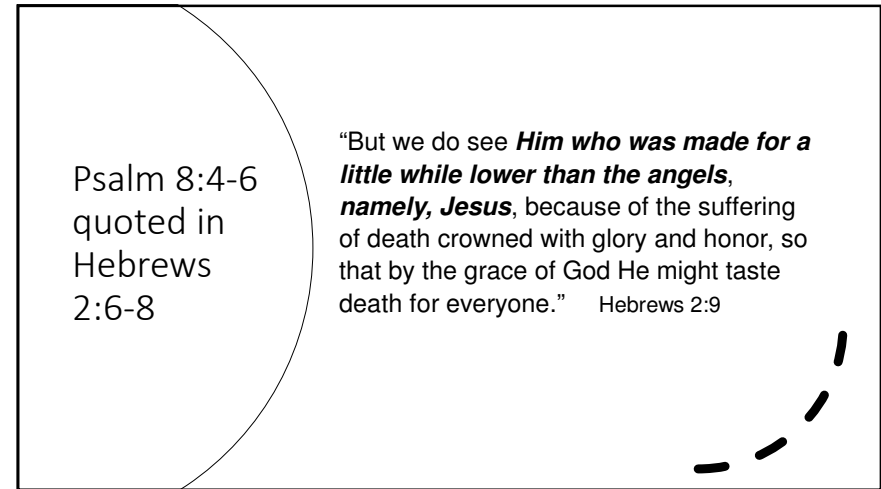 Psalm 8:4-6
quoted in
Hebrews
2:6-8
“But we do see Him who was made for a
little while lower than the angels,
namely, Jesus, because of the suffering
of death crowned with glory and honor, so
that by the grace of God He might taste
death for everyone.” Hebrews 2:9